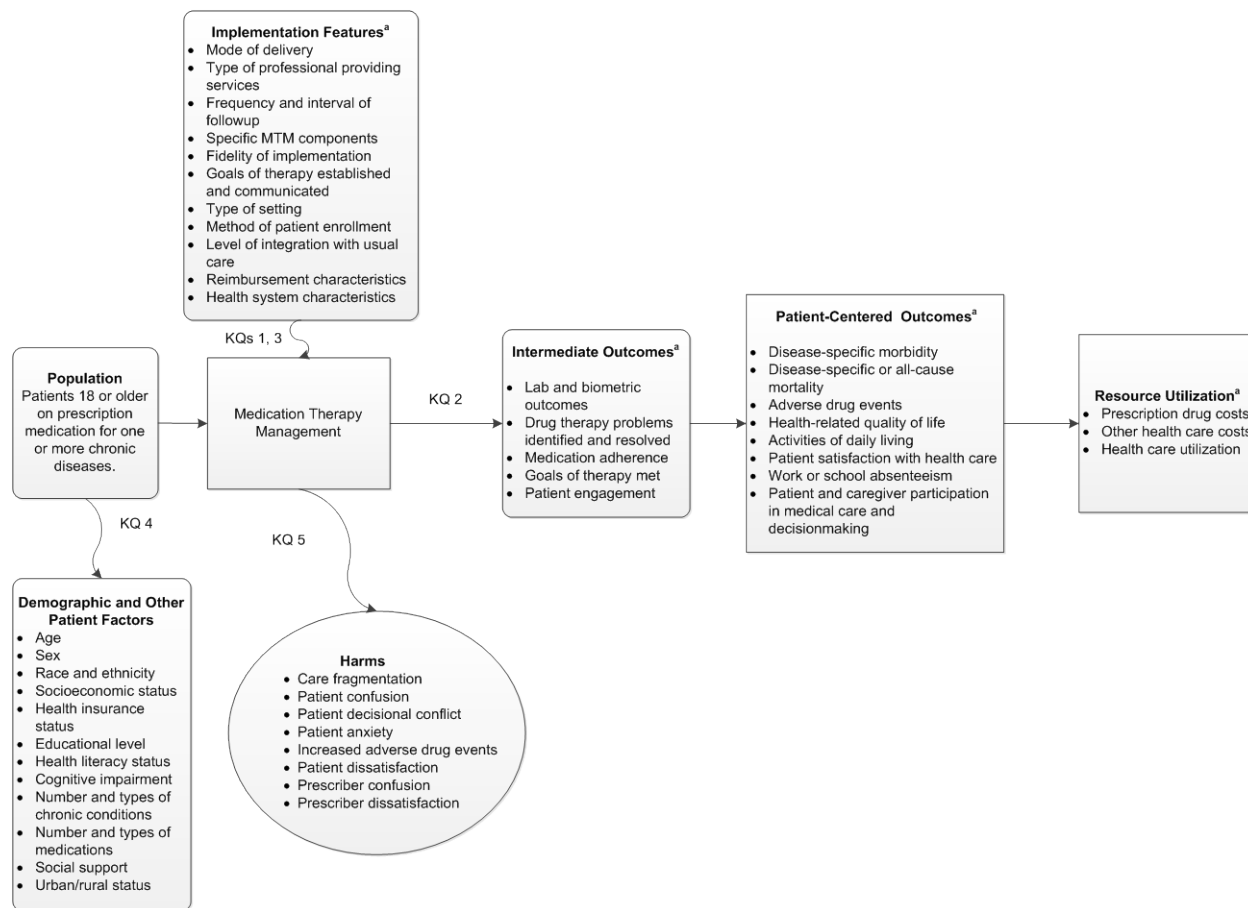 Implementation Featuresª
• Mode of delivery
• Type of professional providing
services
• Frequency and interval of
followup
• Specific MTM components
• Fidelity of implementation
• Goals of therapy established
and communicated
• Type of setting
• Method of patient enrollment
• Level of integration with usual
care
• Reimbursement characteristics
• Health system characteristics
KQs 1, 3
Population
Patients 18 or older
on prescription
medication for one
or more chronic
diseases.
Medication Therapy
Management
KQ 2
Intermediate Outcomesª
• Lab and biometric
outcomes
• Drug therapy problems
identified and resolved
• Medication adherence
• Goals of therapy met
• Patient engagement
Patient-Centered Outcomesª
• Disease-specific morbidity
• Disease-specific or all-cause
mortality
• Adverse drug events
• Health-related quality of life
• Activities of daily living
• Patient satisfaction with health care
• Work or school absenteeism
• Patient and caregiver participation
in medical care and
decisionmaking
Resource Utilizationª
• Prescription drug costs
• Other health care costs
• Health care utilization
KQ 4
KQ 5
Demographic and Other
Patient Factors
• Age
• Sex
• Race and ethnicity
• Socioeconomic status
• Health insurance
status
• Educational level
• Health literacy status
• Cognitive impairment
• Number and types of
chronic conditions
• Number and types of
medications
• Social support
• Urban/rural status
Harms
• Care fragmentation
• Patient confusion
• Patient decisional conflict
• Patient anxiety
• Increased adverse drug events
• Patient dissatisfaction
• Prescriber confusion
• Prescriber dissatisfaction